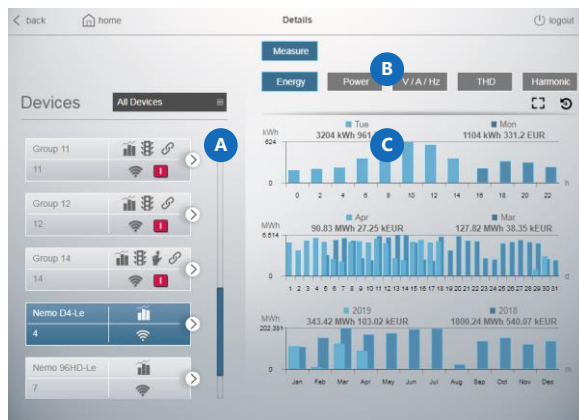 back home Details logout
Measure
B
Energy Power V / A / Hz THD Harmonic
Devices All Devices
A
C
Tue Mon
kWh 3204 kWh 961. 1104 kWh 331.2 EUR
624
0 h
0 2 4 6 8 10 12 14 16 18 20 22
Group 11
11 I
Group 12
12 I
Apr Mar
MWh 90.83 MWh 27.25 kEUR 127.82 MWh 38.35 kEUR
6.514
0 d
1 2 3 4 5 6 7 8 9 10 11 12 13 14 15 16 17 18 19 20 21 22 23 24 25 26 27 28 29 30 31
Group 14
14 I
Nemo D4-Le
4
2019 2018
MWh 343.42 MWh 103.02 kEUR 1800.24 MWh 540.07 kEUR
202.381
0 m
Jan Feb Mar Apr May Jun Jul Aug Sep Oct Nov Dec
Nemo 96HD-Le
7